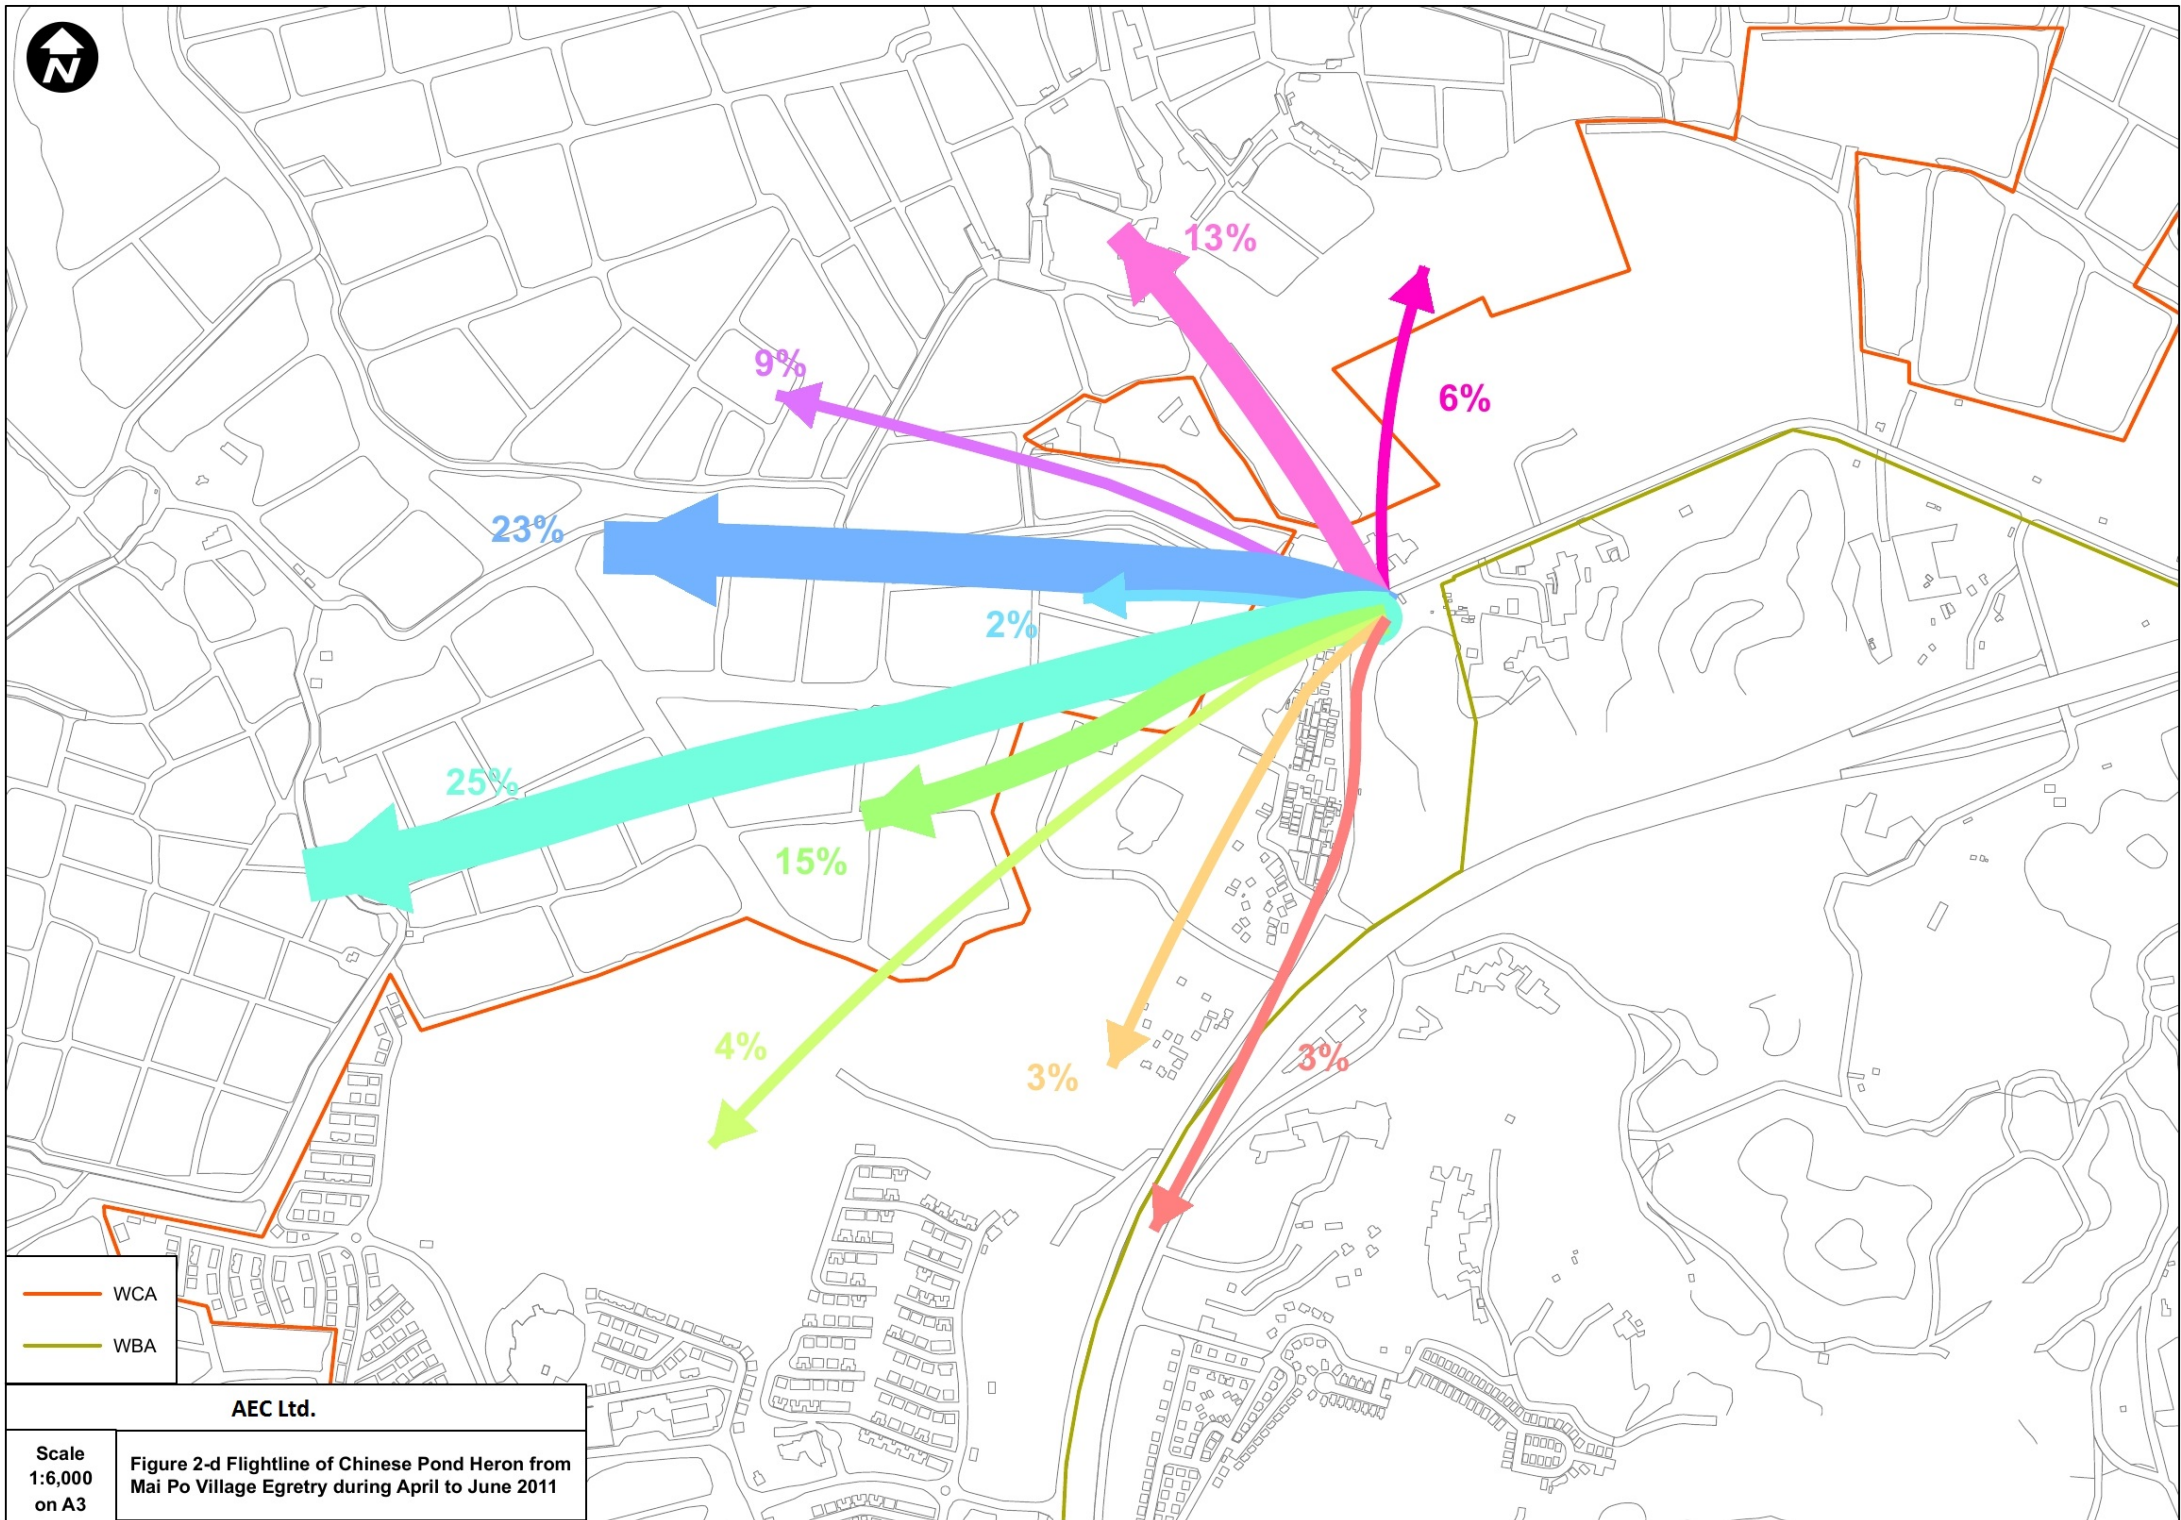 N
13%
6%
9%
23%
2%
25%
15%
4%
3%
3%
WCA
WBA
AEC Ltd.
Scale
1:6,000
on A3
Figure 2-d Flightline of Chinese Pond Heron from
Mai Po Village Egretry during April to June 2011